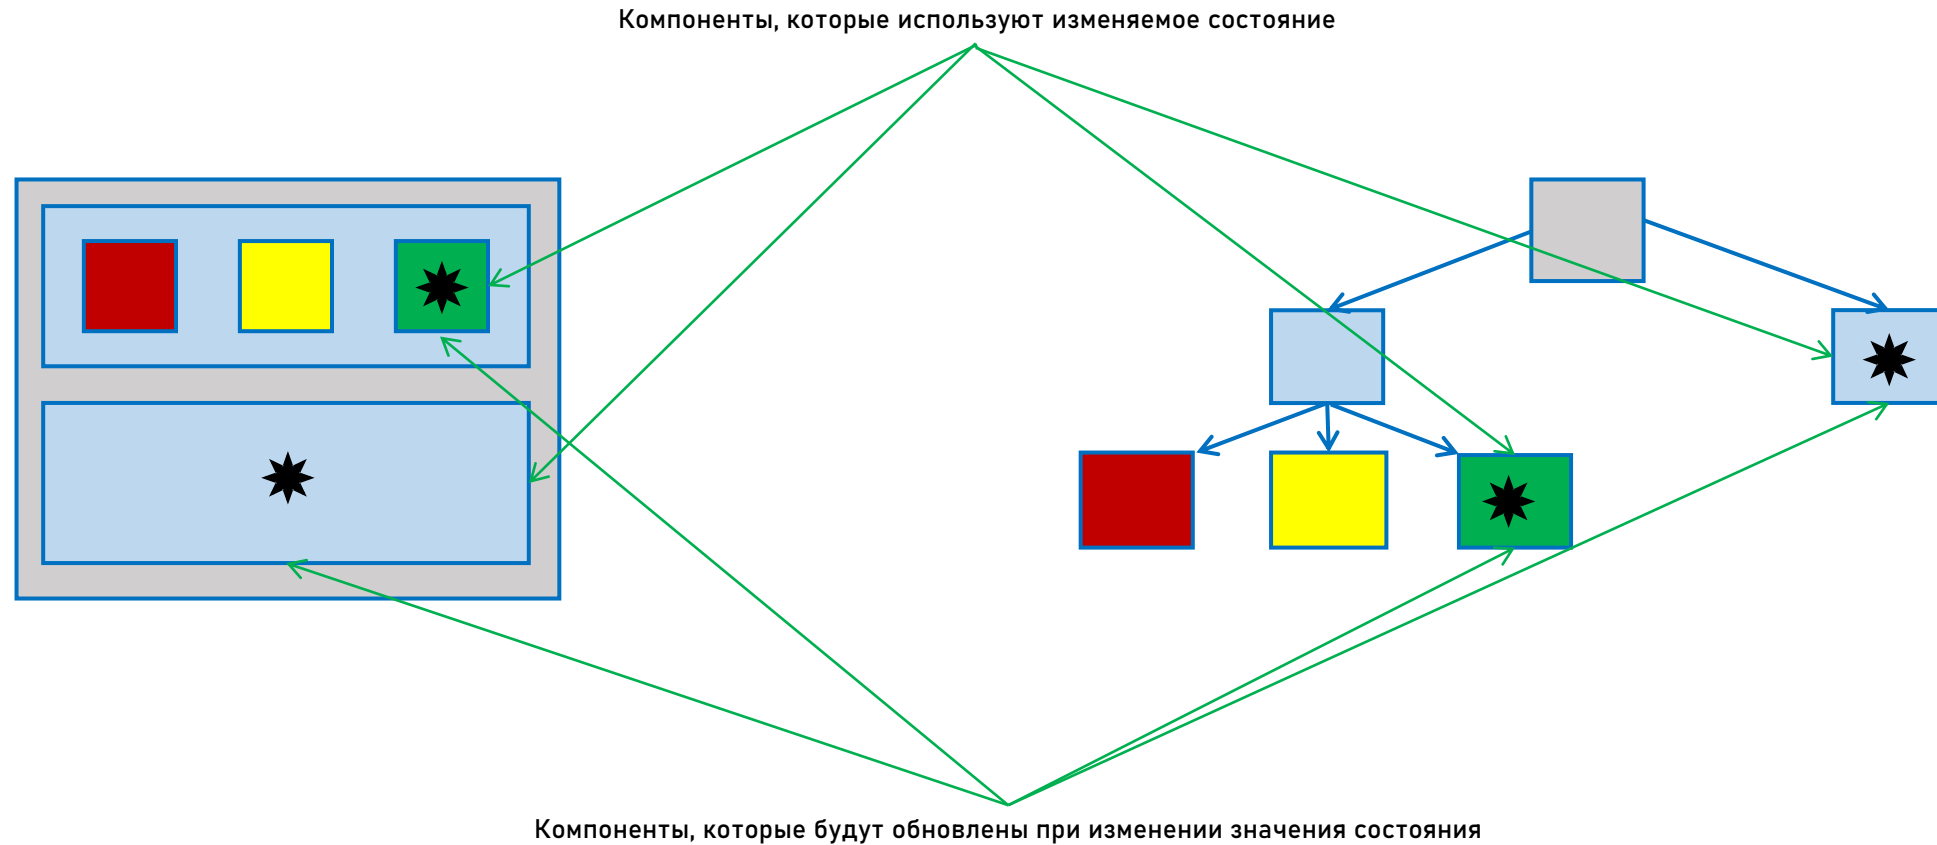 Компоненты, которые используют изменяемое состояние
Компоненты, которые будут обновлены при изменении значения состояния